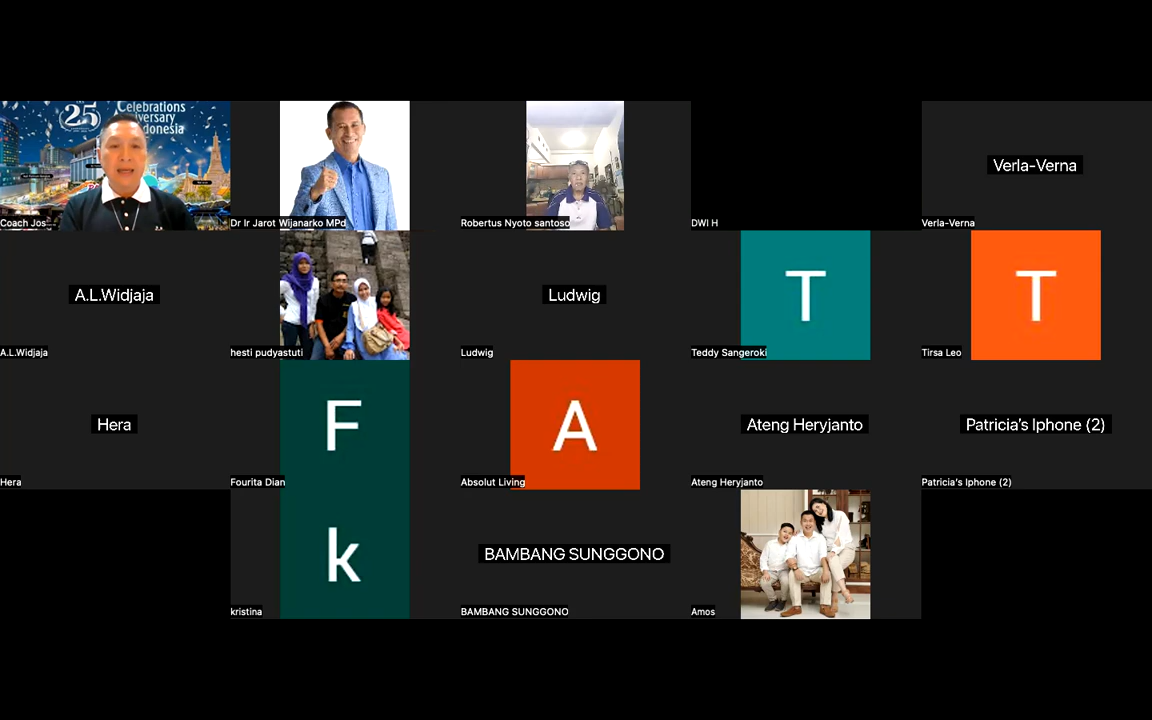 25
Celebrations
Anniversary
Indonesia
Coach Jos
Dr Ir Jarot Wijanarko MPd
Robertus Nyoto santoso
DWI H
Verla-Verna
Verla-Verna
A.L.Widjaja
A.L.Widjaja
hesti pudyastuti
Ludwig
Ludwig
T
Teddy Sangeroki
T
Tirsa Leo
Hera
Hera
F
Fourita Dian
A
Absolut Living
Ateng Heryjanto
Ateng Heryjanto
Patricia's Iphone (2)
Patricia's Iphone (2)
k
kristina
BAMBANG SUNGGONO
BAMBANG SUNGGONO
Amos